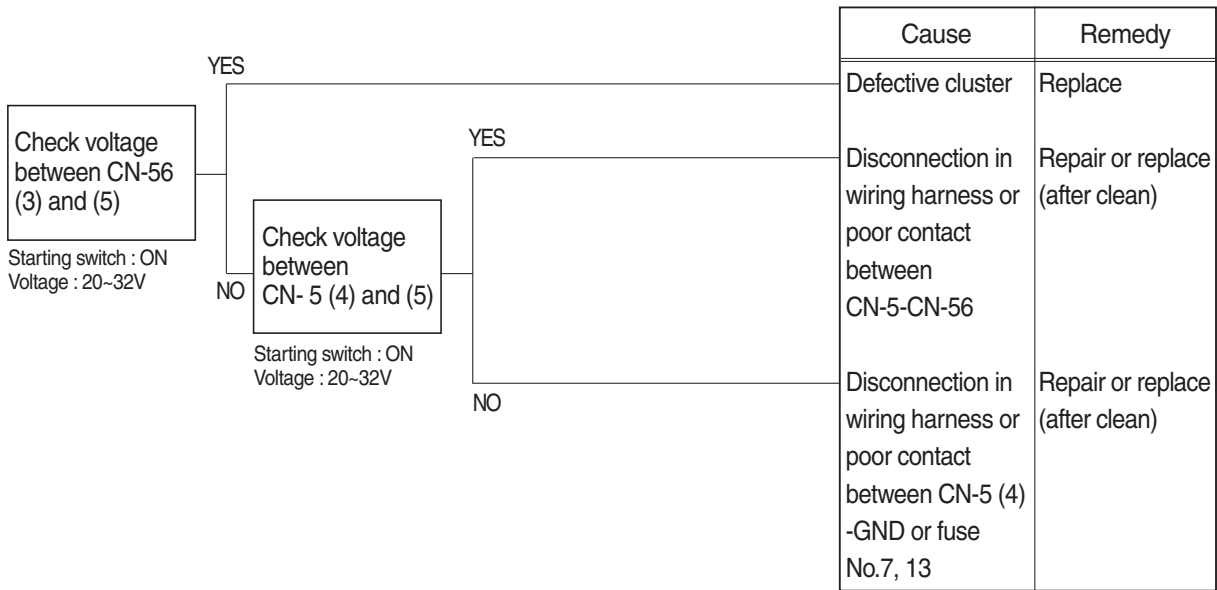 Cause
Remedy
YES
Defective cluster
Replace
Check voltage
between CN-56
(3) and (5)
Starting switch : ON
Voltage : 20~32V
NO
Check voltage
between
CN- 5 (4) and (5)
Starting switch : ON
Voltage : 20~32V
YES
Disconnection in
wiring harness or
poor contact
between
CN-5-CN-56
Repair or replace
(after clean)
NO
Disconnection in
wiring harness or
poor contact
between CN-5 (4)
-GND or fuse
No.7, 13
Repair or replace
(after clean)